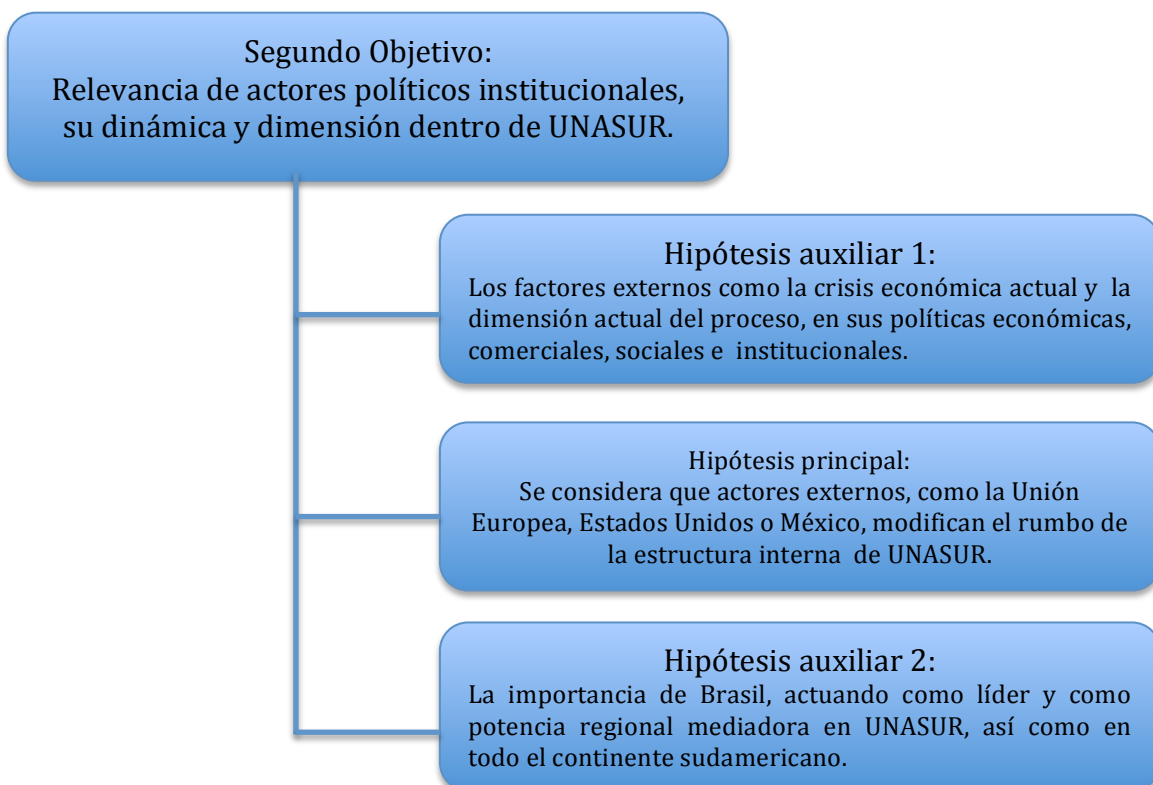 Segundo Objetivo:
Relevancia de actores políticos institucionales,
su dinámica y dimensión dentro de UNASUR.
Hipótesis auxiliar 1:
Los factores externos como la crisis económica actual y la
dimensión actual del proceso, en sus políticas económicas,
comerciales, sociales e institucionales.
Hipótesis principal:
Se considera que actores externos, como la Unión
Europea, Estados Unidos o México, modifican el rumbo de
la estructura interna de UNASUR.
Hipótesis auxiliar 2:
La importancia de Brasil, actuando como líder y como
potencia regional mediadora en UNASUR, así como en
todo el continente sudamericano.